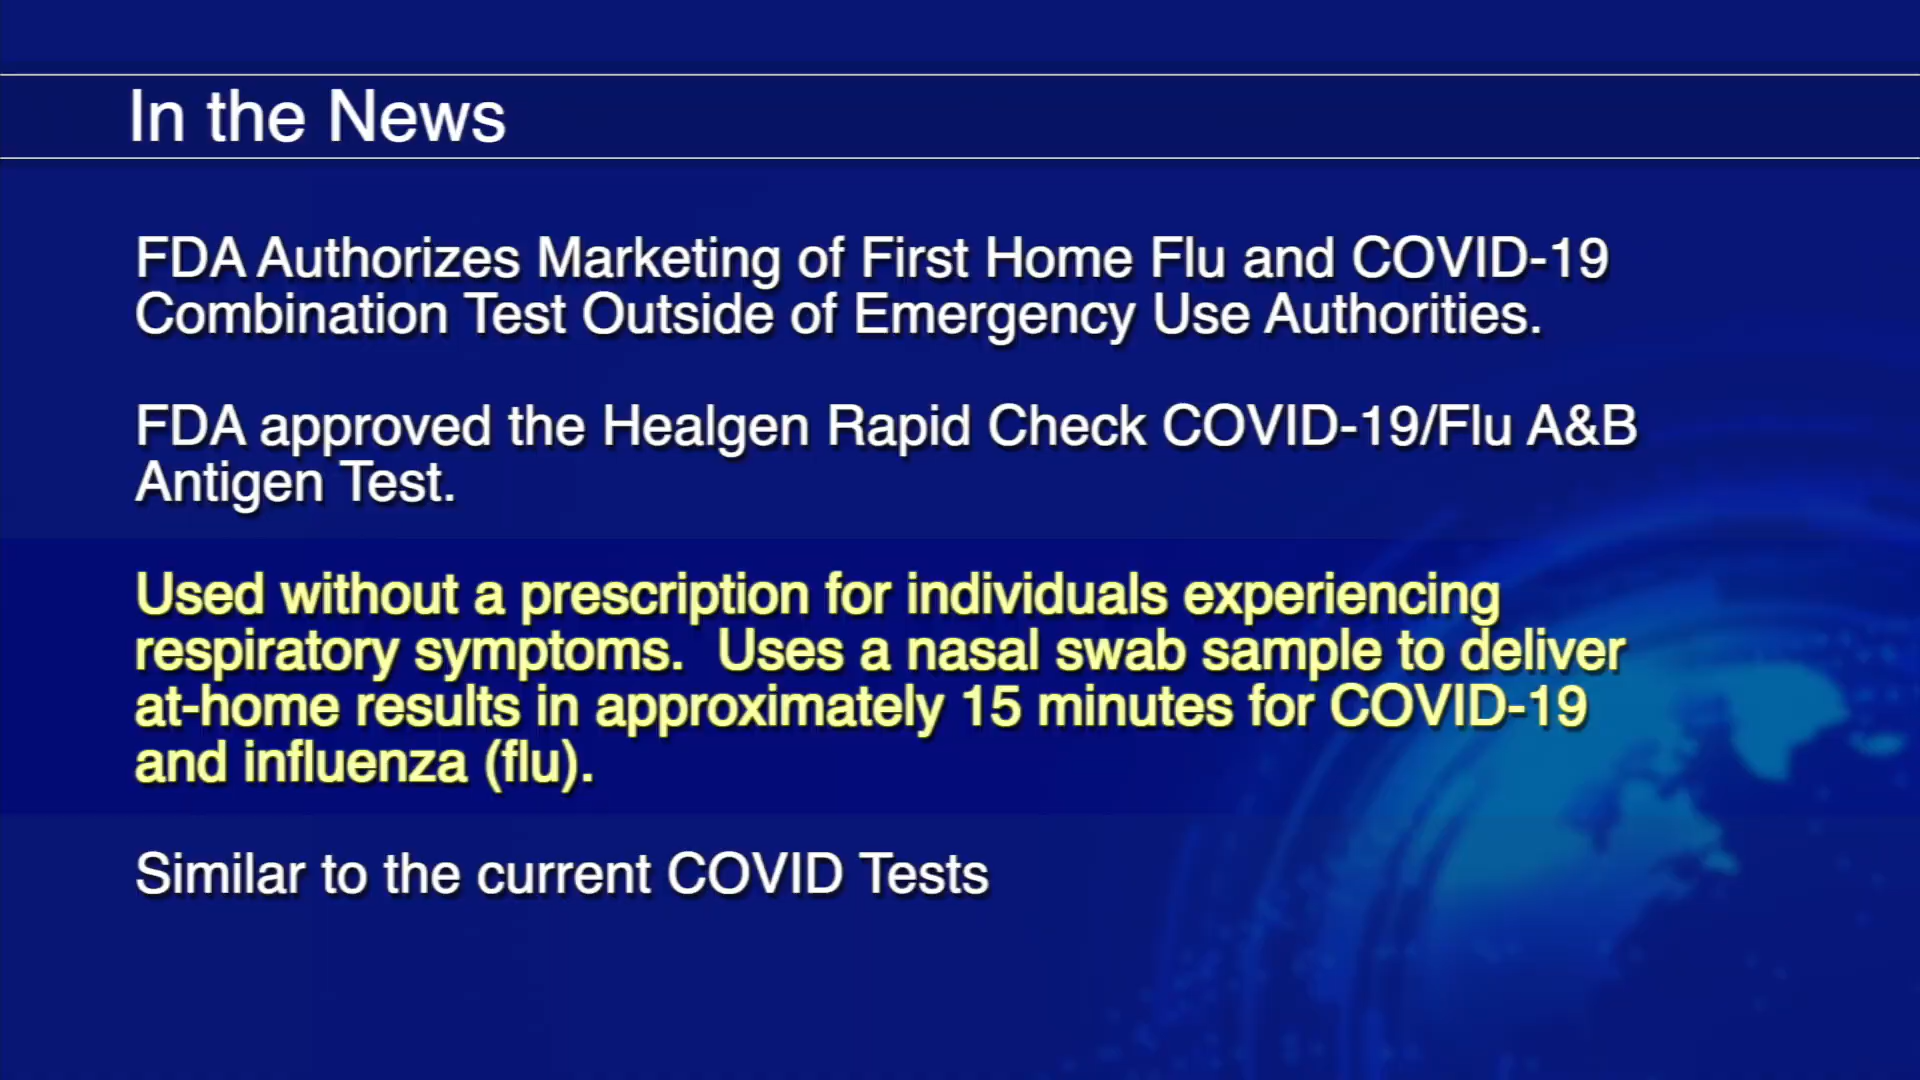 In the News
FDA Authorizes Marketing of First Home Flu and COVID-19
Combination Test Outside of Emergency Use Authorities.
FDA approved the Healgen Rapid Check COVID-19/Flu A&B
Antigen Test.
Used without a prescription for individuals experiencing
respiratory symptoms.  Uses a nasal swab sample to deliver
at-home results in approximately 15 minutes for COVID-19
and influenza (flu).
Similar to the current COVID Tests